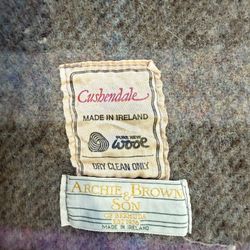 Cushendale
MADE IN IRELAND
PURE NEW
WOOL
DRY CLEAN ONLY
ARCHIE BROWN
& SON
OF BERMUDA
MADE IN IRELAND